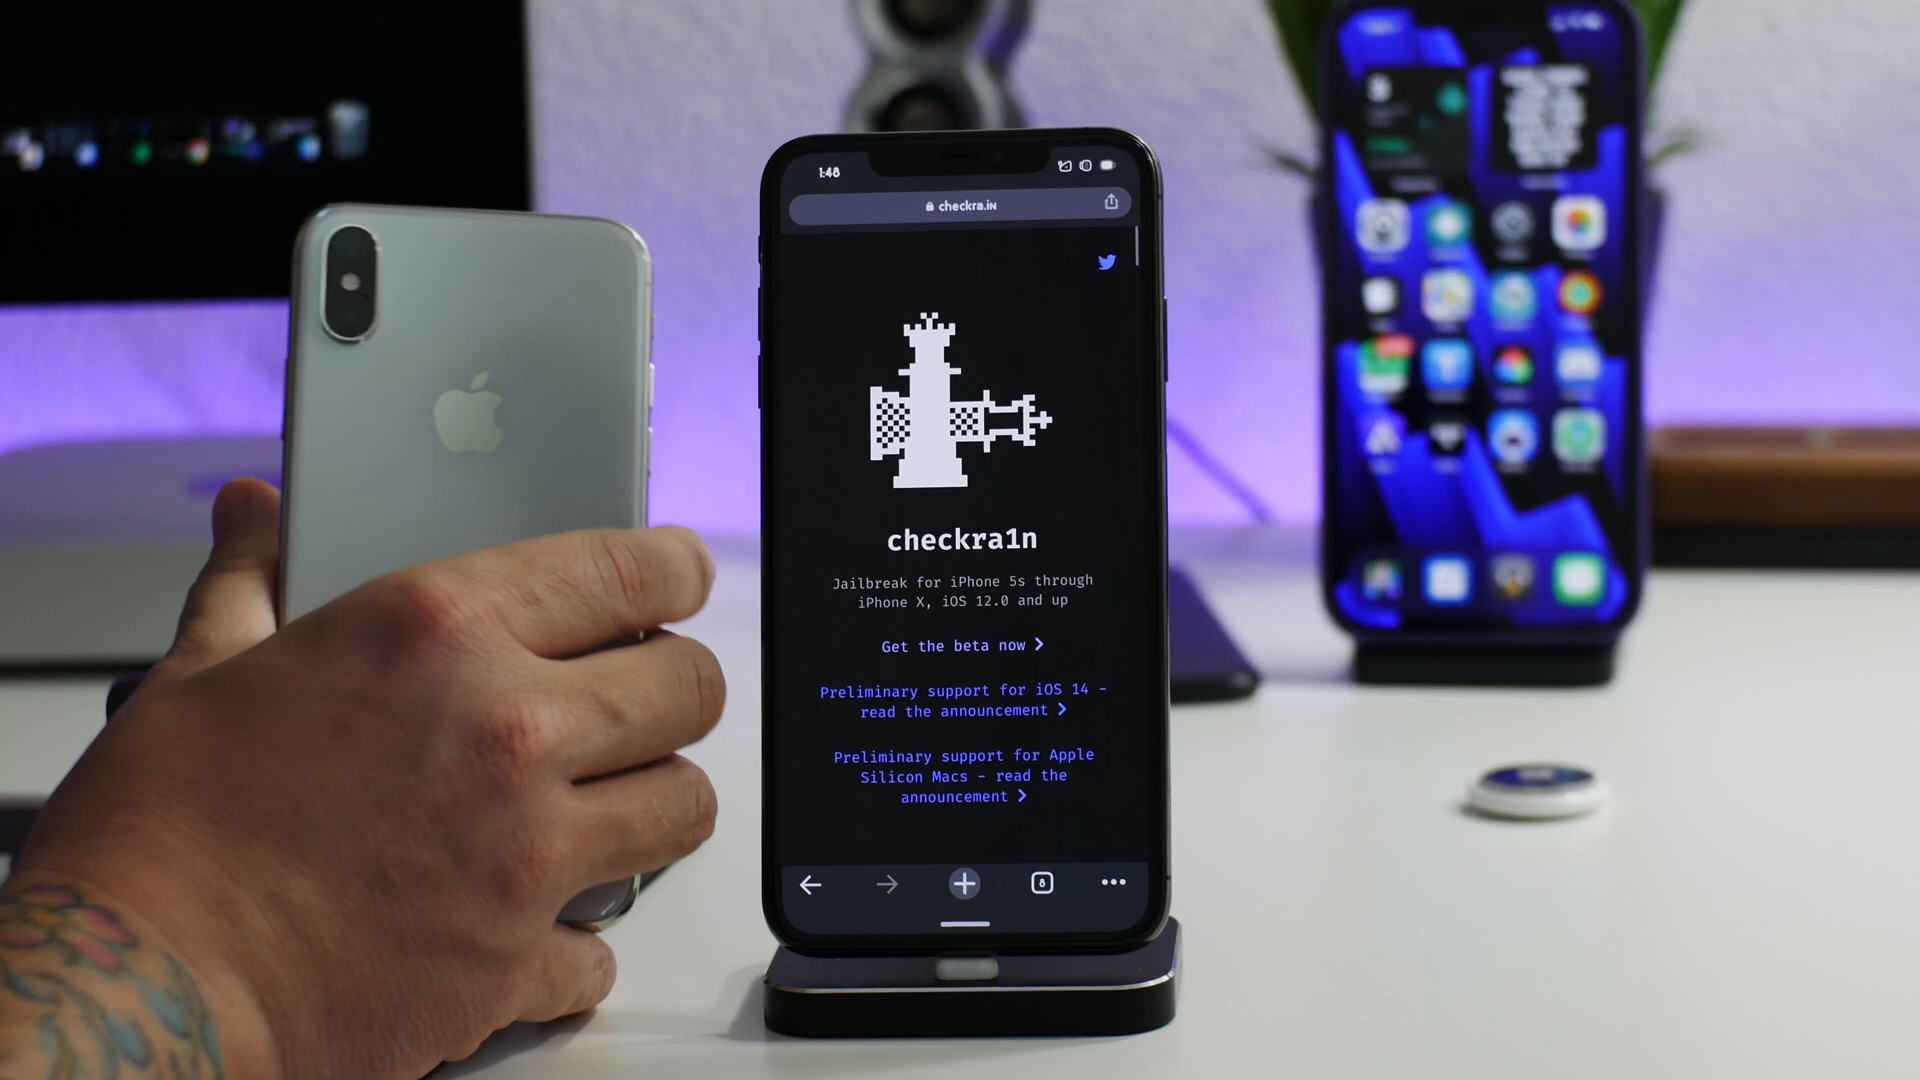 1:48
checkra.in
checkra1n
Jailbreak for iPhone 5s through
iPhone X, iOS 12.0 and up
Get the beta now >
Preliminary support for iOS 14 -
read the announcement >
Preliminary support for Apple
Silicon Macs - read the
announcement >
8